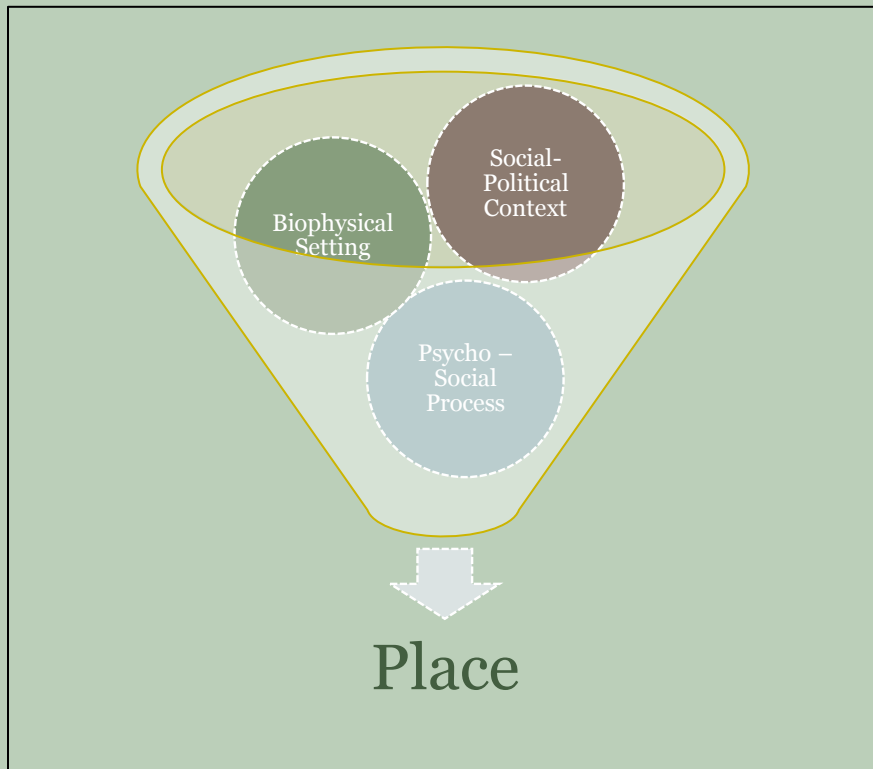 Social-
Political
Context
Biophysical
Setting
Psycho –
Social
Process
Place